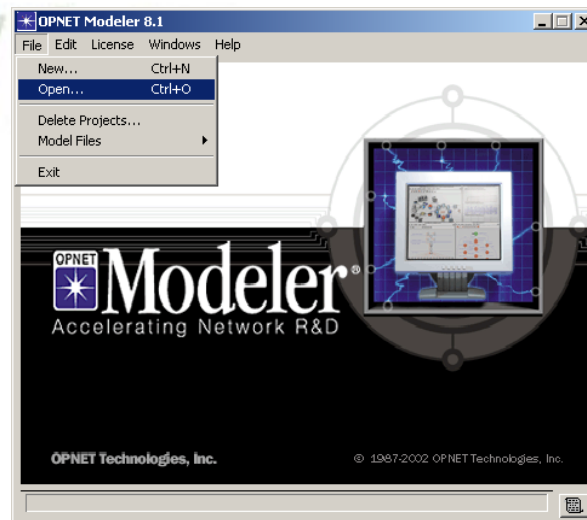 OPNET Modeler 8.1
File Edit License Windows Help
New... Ctrl+N
Open... Ctrl+O
Delete Projects...
Model Files
Exit
OPNET
Modeler®
Accelerating Network R&D
OPNET Technologies, Inc.
© 1987-2002 OPNET Technologies, Inc.